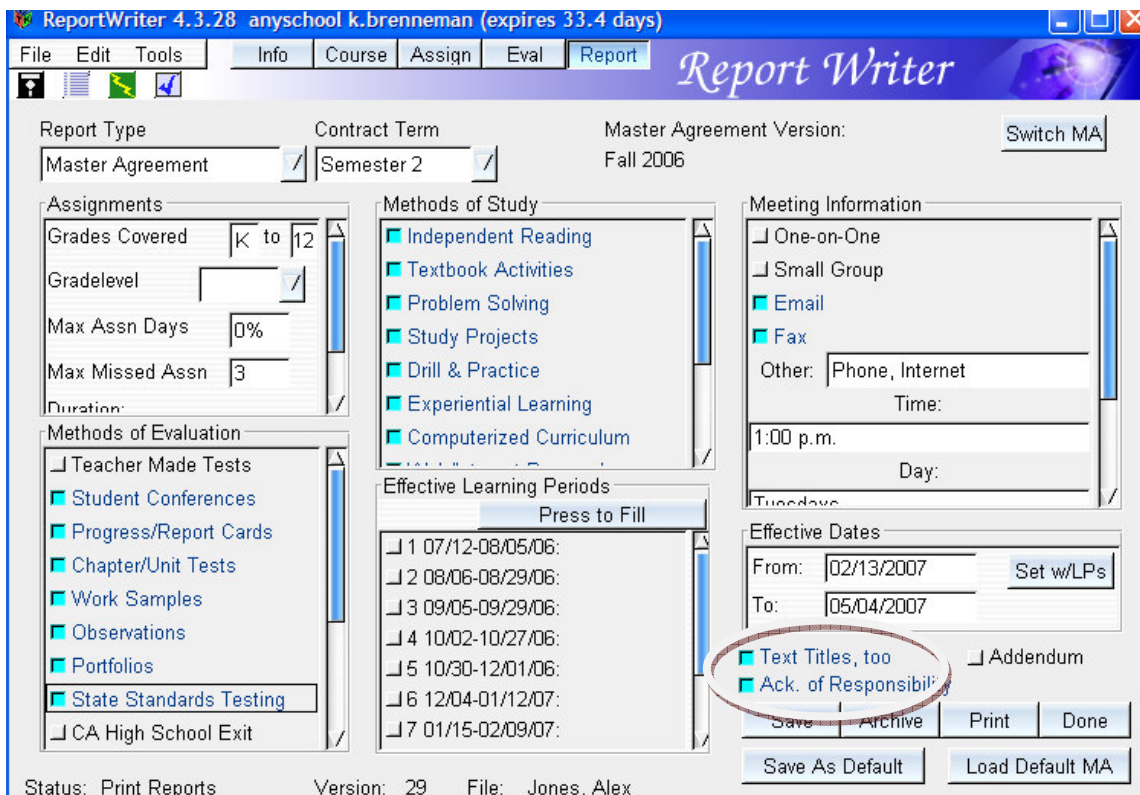 ReportWriter 4.3.28 anyschool k.brenneman (expires 33.4 days)
File Edit Tools Info Course Assign Eval Report
Report Writer
Report Type
Master Agreement
Contract Term
Semester 2
Master Agreement Version:
Fall 2006
Switch MA
Assignments
Grades Covered K to 12
Gradelevel
Max Assn Days 0%
Max Missed Assn 3
Duration:
Methods of Evaluation
Teacher Made Tests
Student Conferences
Progress/Report Cards
Chapter/Unit Tests
Work Samples
Observations
Portfolios
State Standards Testing
CA High School Exit
Methods of Study
Independent Reading
Textbook Activities
Problem Solving
Study Projects
Drill & Practice
Experiential Learning
Computerized Curriculum
Effective Learning Periods
Press to Fill
1 07/12-08/05/06:
2 08/06-08/29/06:
3 09/05-09/29/06:
4 10/02-10/27/06:
5 10/30-12/01/06:
6 12/04-01/12/07:
7 01/15-02/09/07:
Meeting Information
One-on-One
Small Group
Email
Fax
Other: Phone, Internet
Time:
1:00 p.m.
Day:
Tuesdays
Effective Dates
From: 02/13/2007
To: 05/04/2007
Set w/LPs
Text Titles, too
Addendum
Ack. of Responsibility
Save Archive Print Done
Save As Default Load Default MA
Status: Print Reports Version: 29 File: Jones, Alex